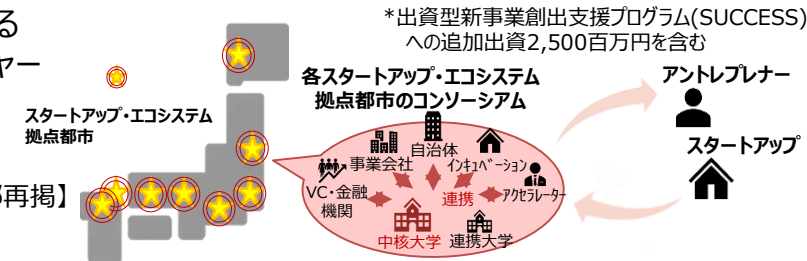 る
ャー
部再掲】
*出資型新事業創出支援プログラム(SUCCESS)
への追加出資2,500百万円を含む
スタートアップ・エコシステム
拠点都市
各スタートアップ・エコシステム
拠点都市のコンソーシアム
自治体
事業会社
インキュベーション
VC・金融
機関
連携
アクセラレーター
中核大学
連携大学
アントレプレナー
スタートアップ